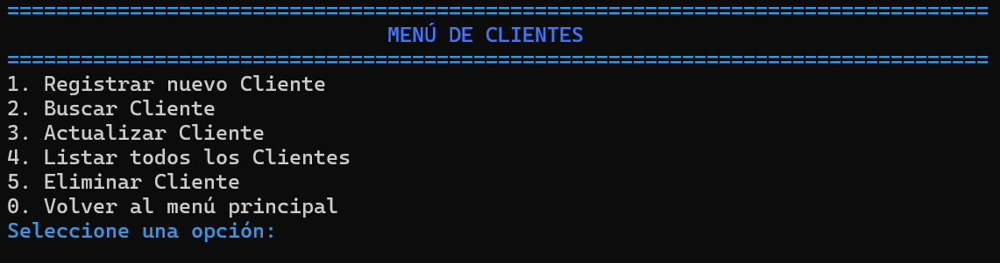 ================================================================================
MENÚ DE CLIENTES
================================================================================
1. Registrar nuevo Cliente
2. Buscar Cliente
3. Actualizar Cliente
4. Listar todos los Clientes
5. Eliminar Cliente
0. Volver al menú principal
Seleccione una opción: